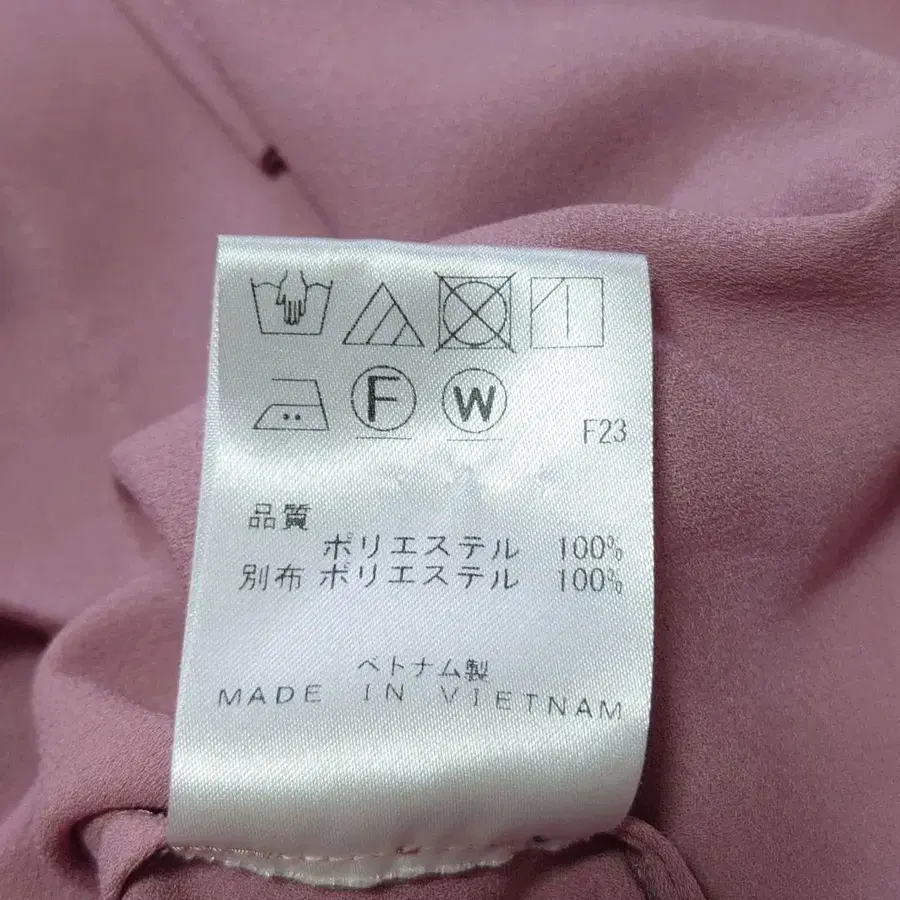 F W
F23
品質
ポリエステル 100%
別布 ポリエステル 100%
ベトナム製
MADE IN VIETNAM